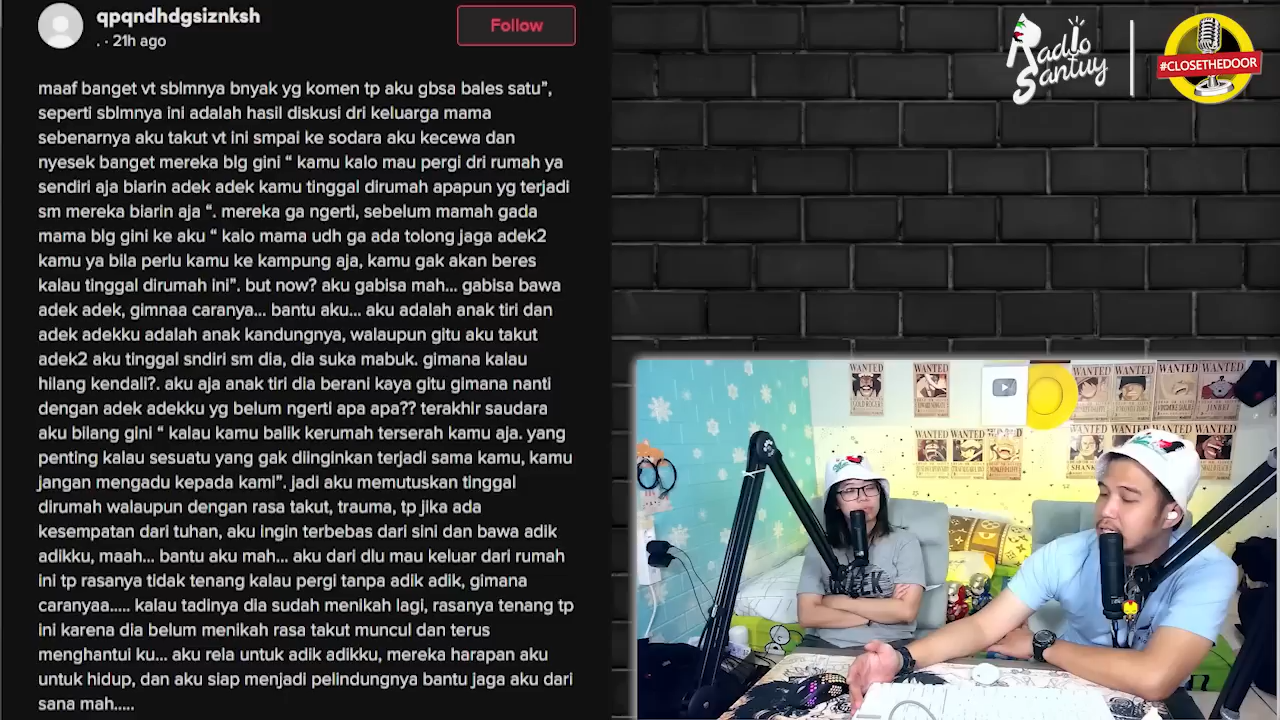 qpqndhdgsiznksh
. · 21h ago
Follow
maaf banget vt sblmnya bnyak yg komen tp aku gbsa bales satu”,
seperti sblmnya ini adalah hasil diskusi dri keluarga mama
sebenarnya aku takut vt ini smpai ke sodara aku kecewa dan
nyesek banget mereka blg gini “ kamu kalo mau pergi dri rumah ya
sendiri aja biarin adek adek kamu tinggal dirumah apapun yg terjadi
sm mereka biarin aja “. mereka ga ngerti, sebelum mamah gada
mama blg gini ke aku “ kalo mama udh ga ada tolong jaga adek2
kamu ya bila perlu kamu ke kampung aja, kamu gak akan beres
kalau tinggal dirumah ini”. but now? aku gabisa mah... gabisa bawa
adek adek, gimnaa caranya... bantu aku... aku adalah anak tiri dan
adek adekku adalah anak kandungnya, walaupun gitu aku takut
adek2 aku tinggal sndiri sm dia, dia suka mabuk. gimana kalau
hilang kendali?. aku aja anak tiri dia berani kaya gitu gimana nanti
dengan adek adekku yg belum ngerti apa apa?? terakhir saudara
aku bilang gini “ kalau kamu balik kerumah terserah kamu aja. yang
penting kalau sesuatu yang gak diinginkan terjadi sama kamu, kamu
jangan mengadu kepada kami”. jadi aku memutuskan tinggal
dirumah walaupun dengan rasa takut, trauma, tp jika ada
kesempatan dari tuhan, aku ingin terbebas dari sini dan bawa adik
adikku, maah... bantu aku mah... aku dari dlu mau keluar dari rumah
ini tp rasanya tidak tenang kalau pergi tanpa adik adik, gimana
caranyaa..... kalau tadinya dia sudah menikah lagi, rasanya tenang tp
ini karena dia belum menikah rasa takut muncul dan terus
menghantui ku... aku rela untuk adik adikku, mereka harapan aku
untuk hidup, dan aku siap menjadi pelindungnya bantu jaga aku dari
sana mah.....
Radio
Santuy
#CLOSETHEDOOR
WANTED
WANTED
WANTED
WANTED
WANTED
WANTED
WANTED
WANTED
WANTED